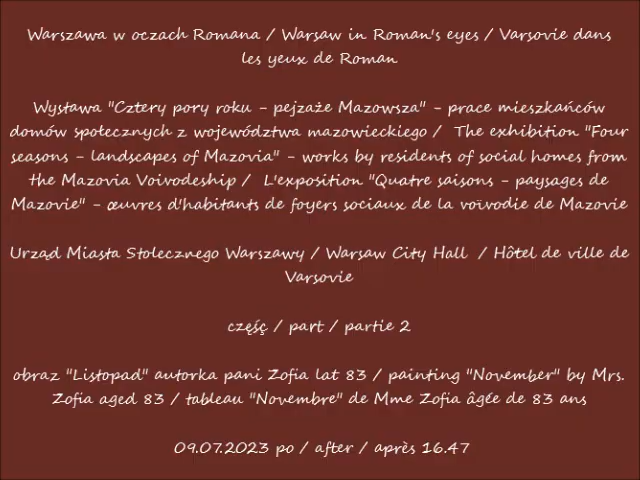 Warszawa w oczach Romana / Warsaw in Roman's eyes / Varsovie dans
les yeux de Roman
Wystawa "Cztery pory roku - pejzaże Mazowsza" - prace mieszkańców
domów społecznych z województwa mazowieckiego /  The exhibition "Four
seasons - landscapes of Mazovia" - works by residents of social homes from
the Mazovia Voivodeship /  L'exposition "Quatre saisons - paysages de
Mazovie" - œuvres d'habitants de foyers sociaux de la voïvodie de Mazovie
Urząd Miasta Stołecznego Warszawy / Warsaw City Hall  / Hôtel de ville de
Varsovie
część / part / partie 2
obraz "Listopad" autorka pani Zofia lat 83 / painting "November" by Mrs.
Zofia aged 83 / tableau "Novembre" de Mme Zofia âgée de 83 ans
09.07.2023 po / after / après 16.47